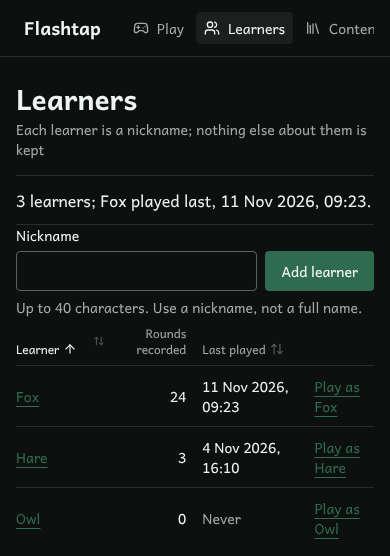 Flashtap
Play
Learners
Conten
Learners
Each learner is a nickname; nothing else about them is
kept
3 learners; Fox played last, 11 Nov 2026, 09:23.
Nickname
Add learner
Up to 40 characters. Use a nickname, not a full name.
Learner
Rounds
recorded
Last played
Fox
24
11 Nov 2026,
09:23
Play as
Fox
Hare
3
4 Nov 2026,
16:10
Play as
Hare
Owl
0
Never
Play as
Owl